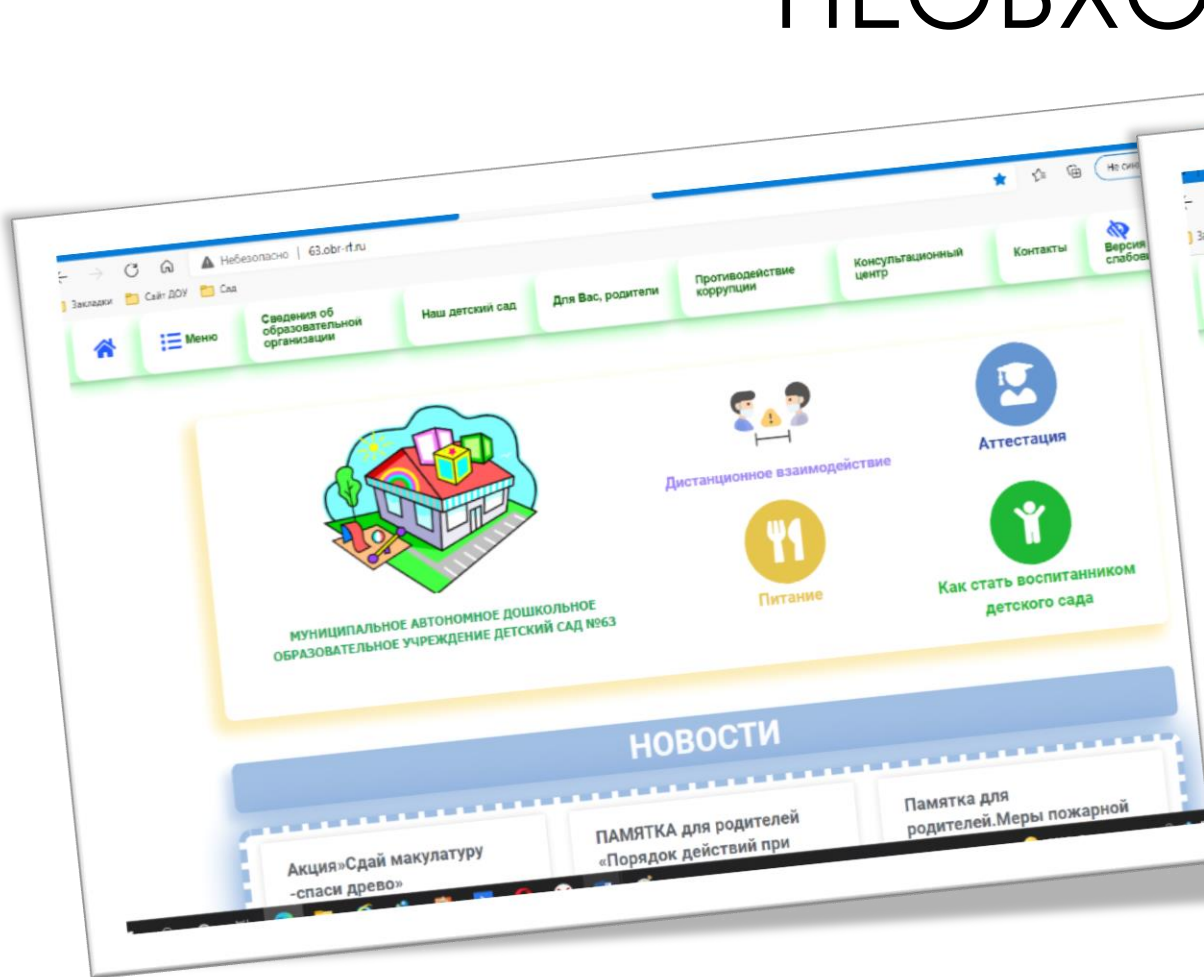 Небезопасно | 63.obr-rf.ru
Закладки Сайт ДОУ Сад
Меню
Сведения об
образовательной
организации
Наш детский сад
Для Вас, родители
Противодействие
коррупции
Консультационный
центр
Контакты
Версия
Дистанционное взаимодействие
Аттестация
Питание
Как стать воспитанником
детского сада
МУНИЦИПАЛЬНОЕ АВТОНОМНОЕ ДОШКОЛЬНОЕ
ОБРАЗОВАТЕЛЬНОЕ УЧРЕЖДЕНИЕ ДЕТСКИЙ САД №63
НОВОСТИ
Акция»Сдай макулатуру
-спаси древо»
ПАМЯТКА для родителей
«Порядок действий при
Памятка для
родителей.Меры пожарной